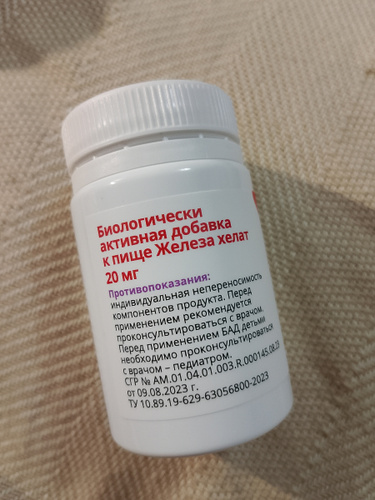 Биологически
активная добавка
к пище Железа хелат
20 мг
Противопоказания:
индивидуальная непереносимость
компонентов продукта. Перед
применением рекомендуется
проконсультироваться с врачом.
Перед применением БАД детьми
необходимо проконсультироваться
с врачом – педиатром.
СГР № AM.01.04.01.003.R.000145.08.23
от 09.08.2023 г.
ТУ 10.89.19-629-63056800-2023